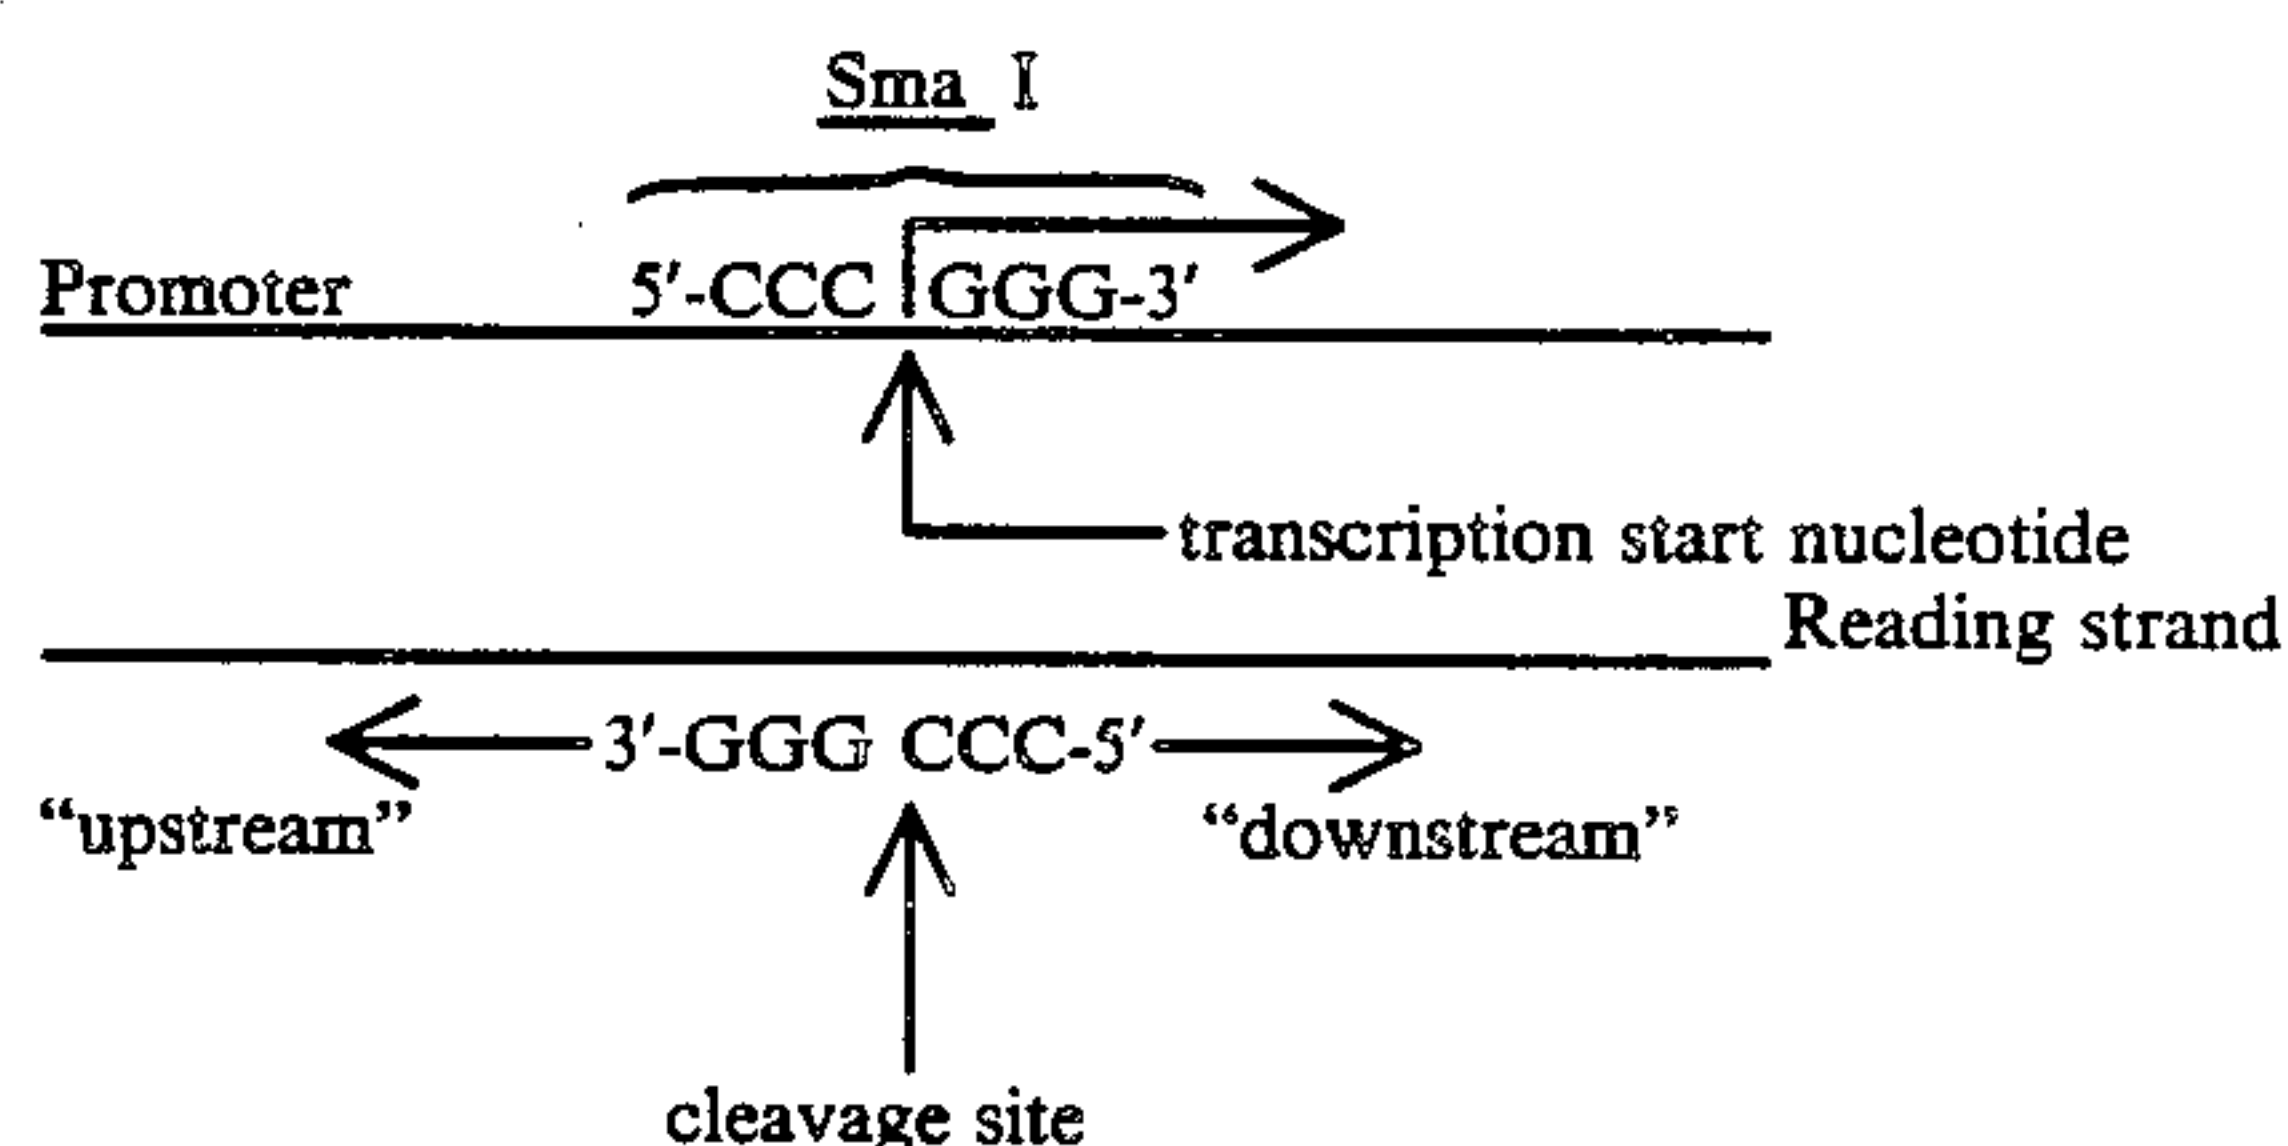 Sma I
Promoter 5'-CCC GGG-3'
transcription start nucleotide
Reading strand
3'-GGG CCC-5'
“upstream” “downstream”
cleavage site